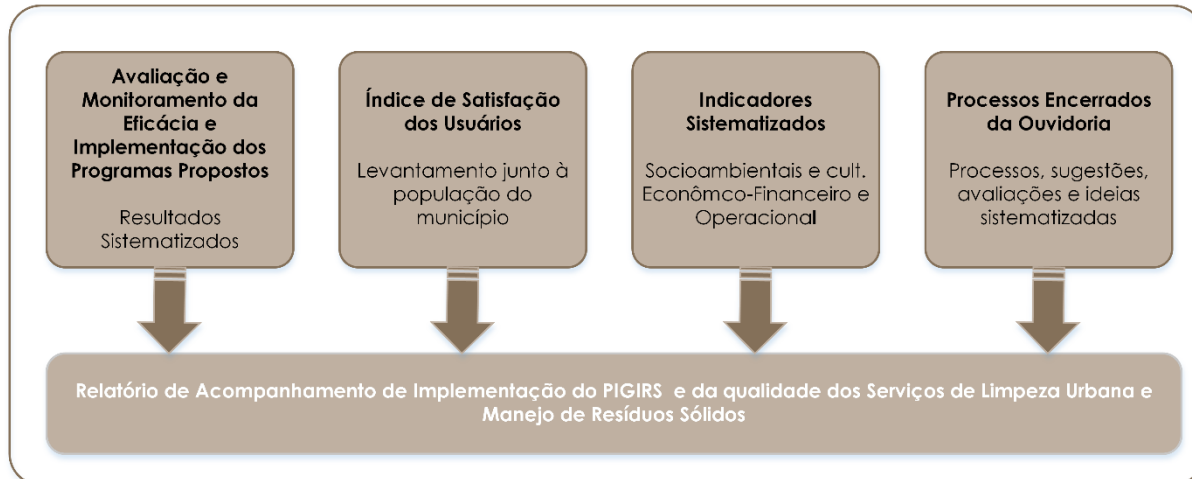 Avaliação e
Monitoramento da
Eficácia e
Implementação dos
Programas Propostos
Resultados
Sistematizados
Índice de Satisfação
dos Usuários
Levantamento junto à
população do
município
Indicadores
Sistematizados
Socioambientais e cult.
Econômco-Financeiro e
Operacional
Processos Encerrados
da Ouvidoria
Processos, sugestões,
avaliações e ideias
sistematizadas
Relatório de Acompanhamento de Implementação do PIGIRS e da qualidade dos Serviços de Limpeza Urbana e
Manejo de Resíduos Sólidos